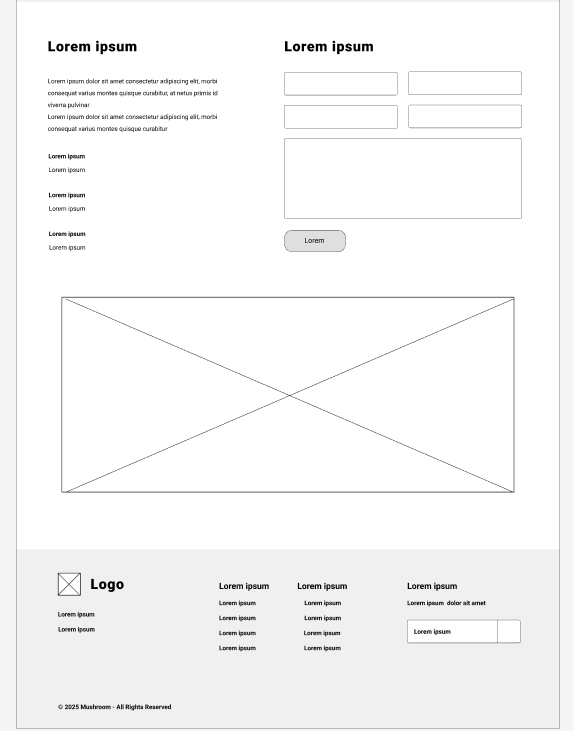 Lorem ipsum
Lorem ipsum dolor sit amet consectetur adipiscing elit, morbi
consequat varius montes quisque curabitur, at netus primis id
viverra pulvinar.
Lorem ipsum dolor sit amet consectetur adipiscing elit, morbi
consequat varius montes quisque curabitur
Lorem ipsum
Lorem ipsum
Lorem ipsum
Lorem ipsum
Lorem ipsum
Lorem ipsum
Lorem ipsum
Lorem
Logo
Lorem ipsum
Lorem ipsum
Lorem ipsum
Lorem ipsum
Lorem ipsum
Lorem ipsum
Lorem ipsum
Lorem ipsum
Lorem ipsum
Lorem ipsum
Lorem ipsum
Lorem ipsum
Lorem ipsum
Lorem ipsum dolor sit amet
Lorem ipsum
© 2025 Mushroom - All Rights Reserved